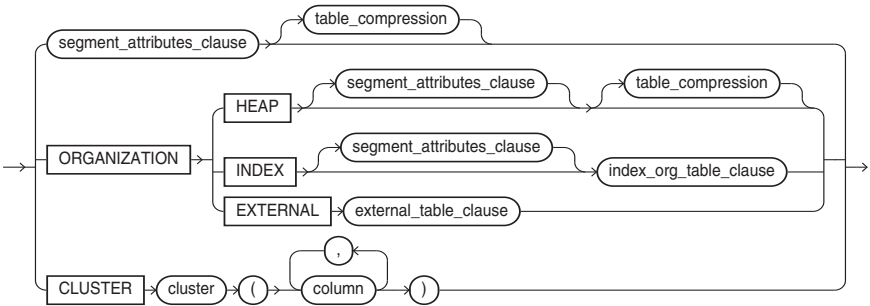 table_compression
segment_attributes_clause
segment_attributes_clause table_compression
HEAP
segment_attributes_clause
ORGANIZATION
INDEX index_org_table_clause
EXTERNAL external_table_clause
,
CLUSTER cluster ( column )